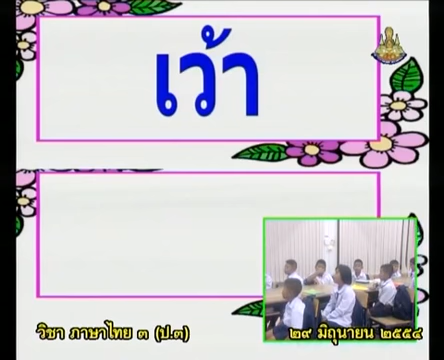 เว้า
วิชา ภาษาไทย ๓ (ป.๓)
๒๙ มิถุนายน ๒๕๕๔